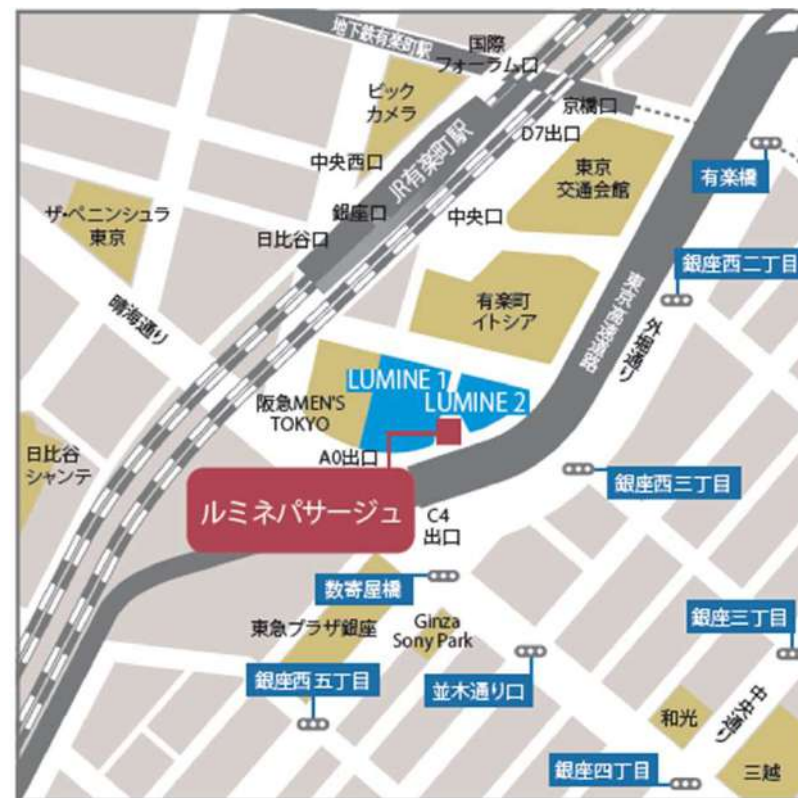 地下鉄有楽町駅
国際
フォーラム口
ビック
カメラ
京橋口
D7出口
中央西口
JR有楽町駅
東京
交通会館
有楽橋
ザ・ペニンシュラ
東京
銀座口
日比谷口
中央口
銀座西二丁目
晴海通り
有楽町
イトシア
東京高速道路
外堀通り
LUMINE 1
LUMINE 2
阪急MEN'S
TOKYO
A0出口
日比谷
シャンテ
銀座西三丁目
ルミネパサージュ
C4
出口
数寄屋橋
東急プラザ銀座
Ginza
Sony Park
銀座三丁目
銀座西五丁目
並木通り口
中央通り
和光
三越
銀座四丁目